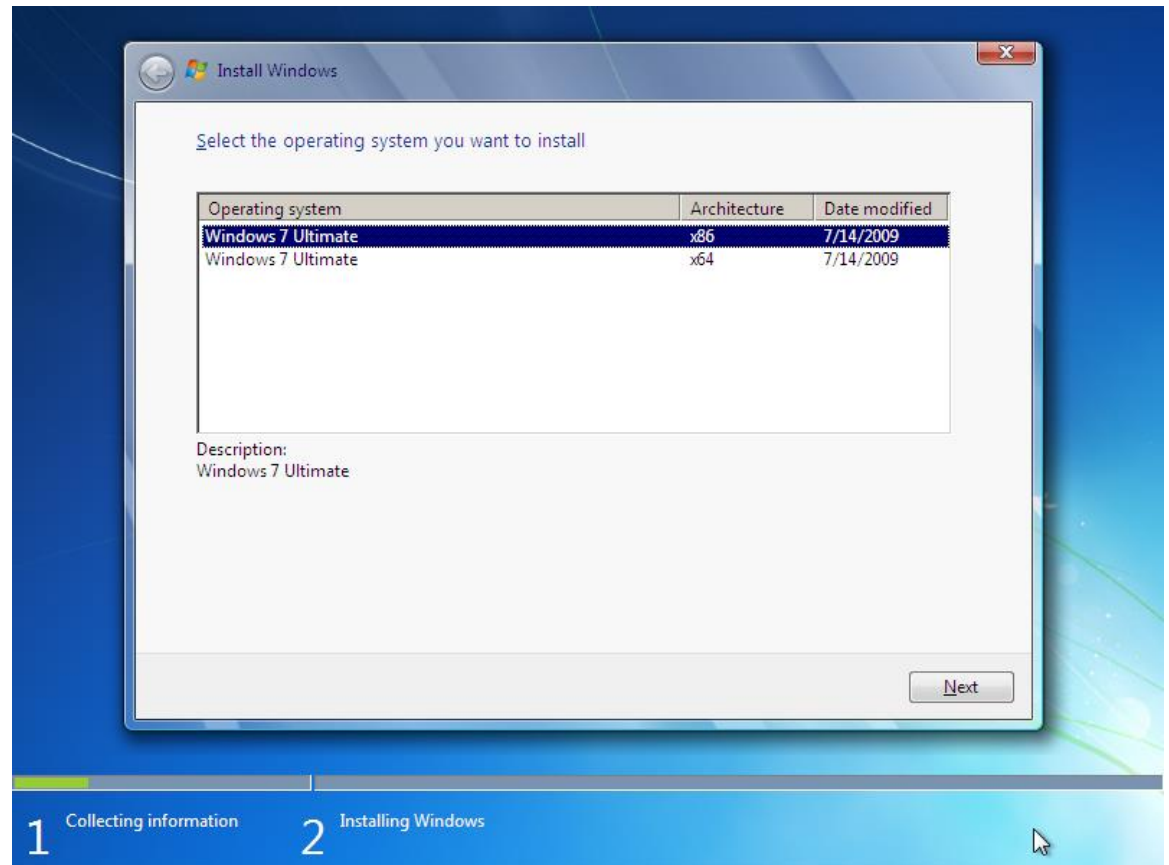 Install Windows
Select the operating system you want to install
Operating system Architecture Date modified
Windows 7 Ultimate x86 7/14/2009
Windows 7 Ultimate x64 7/14/2009
Description:
Windows 7 Ultimate
Next
1 Collecting information 2 Installing Windows